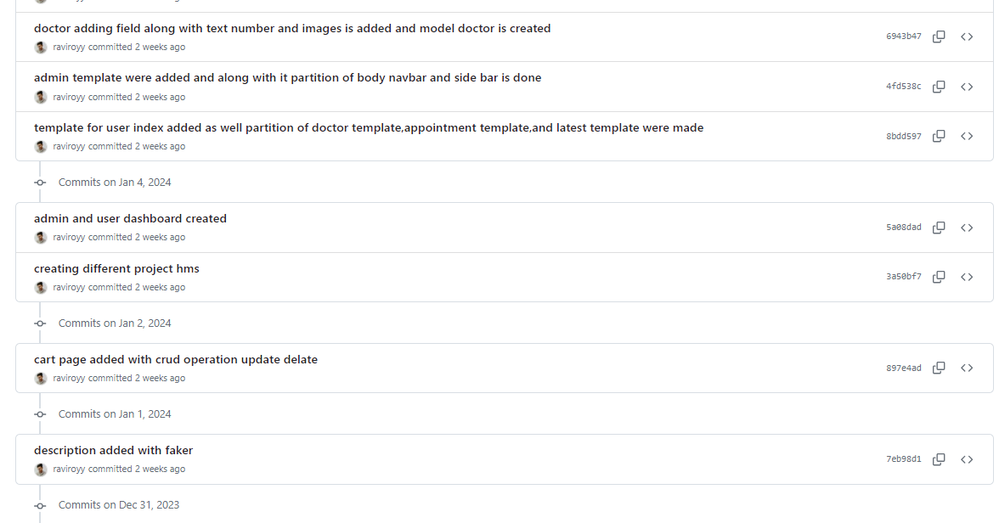 doctor adding field along with text number and images is added and model doctor is created
6943b47
raviroyy committed 2 weeks ago
admin template were added and along with it partition of body navbar and side bar is done
4fd538c
raviroyy committed 2 weeks ago
template for user index added as well partition of doctor template,appointment template,and latest template were made
8bdd597
raviroyy committed 2 weeks ago
Commits on Jan 4, 2024
admin and user dashboard created
5a08dad
raviroyy committed 2 weeks ago
creating different project hms
3a50bf7
raviroyy committed 2 weeks ago
Commits on Jan 2, 2024
cart page added with crud operation update delate
897e4ad
raviroyy committed 2 weeks ago
Commits on Jan 1, 2024
description added with faker
7eb98d1
raviroyy committed 2 weeks ago
Commits on Dec 31, 2023